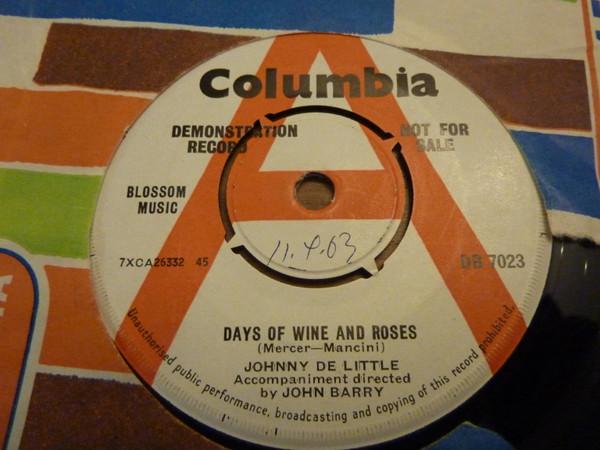 Columbia
DEMONSTRATION
RECORD
NOT FOR
SALE
BLOSSOM
MUSIC
7XCA26332 45
DB 7023
11.4.63
DAYS OF WINE AND ROSES
(Mercer—Mancini)
JOHNNY DE LITTLE
Accompaniment directed
by JOHN BARRY
Unauthorised public performance, broadcasting and copying of this record prohibited.
A